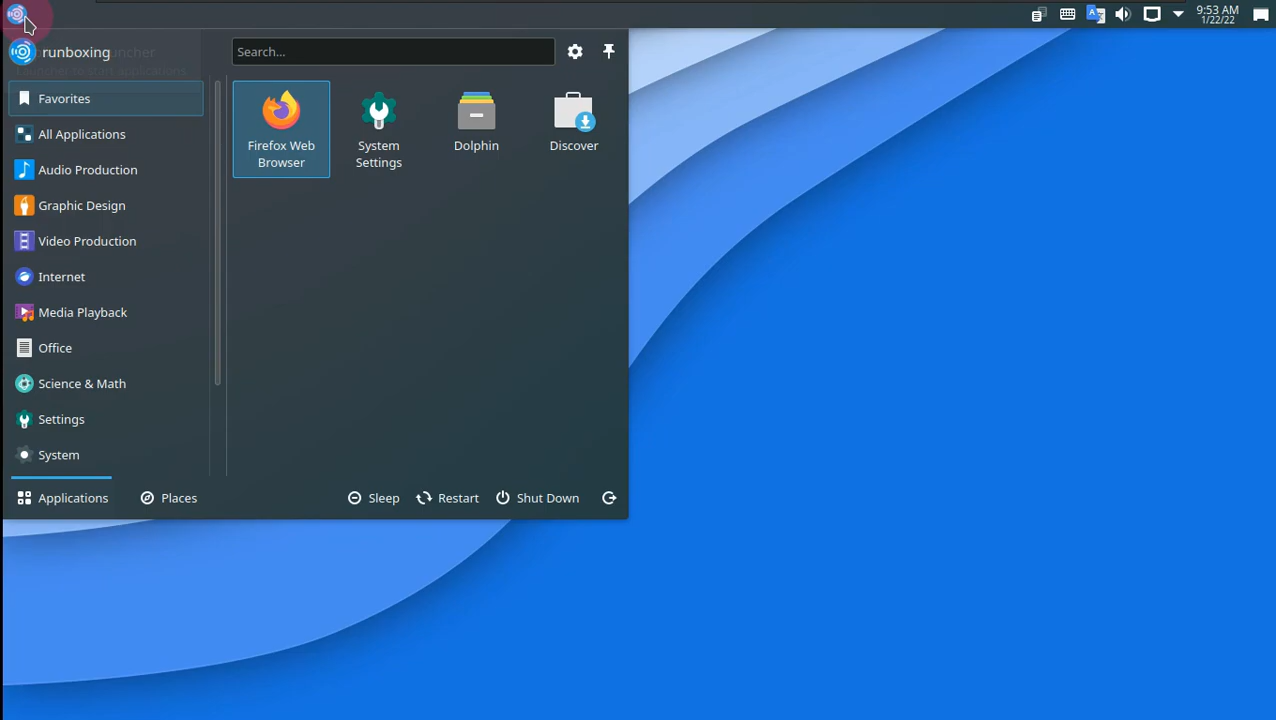 9:53 AM
1/22/22
runboxing
Search...
Favorites
All Applications
Audio Production
Graphic Design
Video Production
Internet
Media Playback
Office
Science & Math
Settings
System
Firefox Web
Browser
System
Settings
Dolphin
Discover
Applications
Places
Sleep
Restart
Shut Down